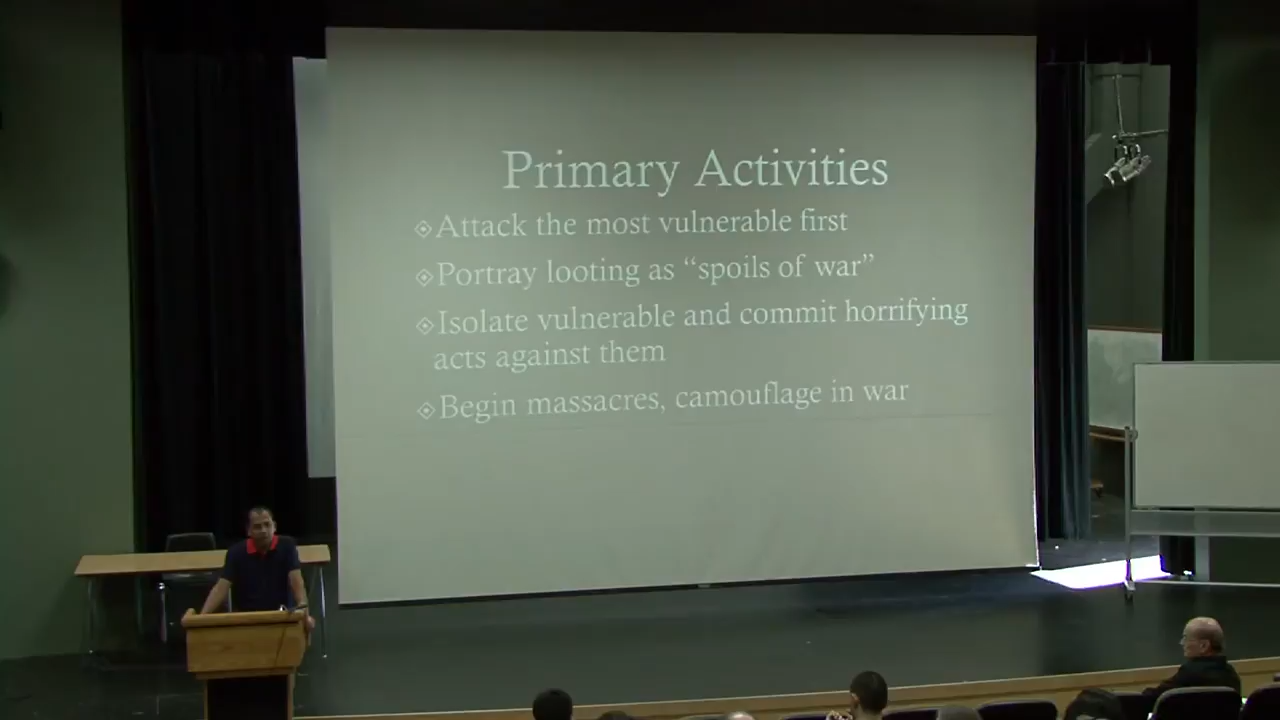 Primary Activities
Attack the most vulnerable first
Portray looting as “spoils of war”
Isolate vulnerable and commit horrifying
acts against them
Begin massacres, camouflage in war